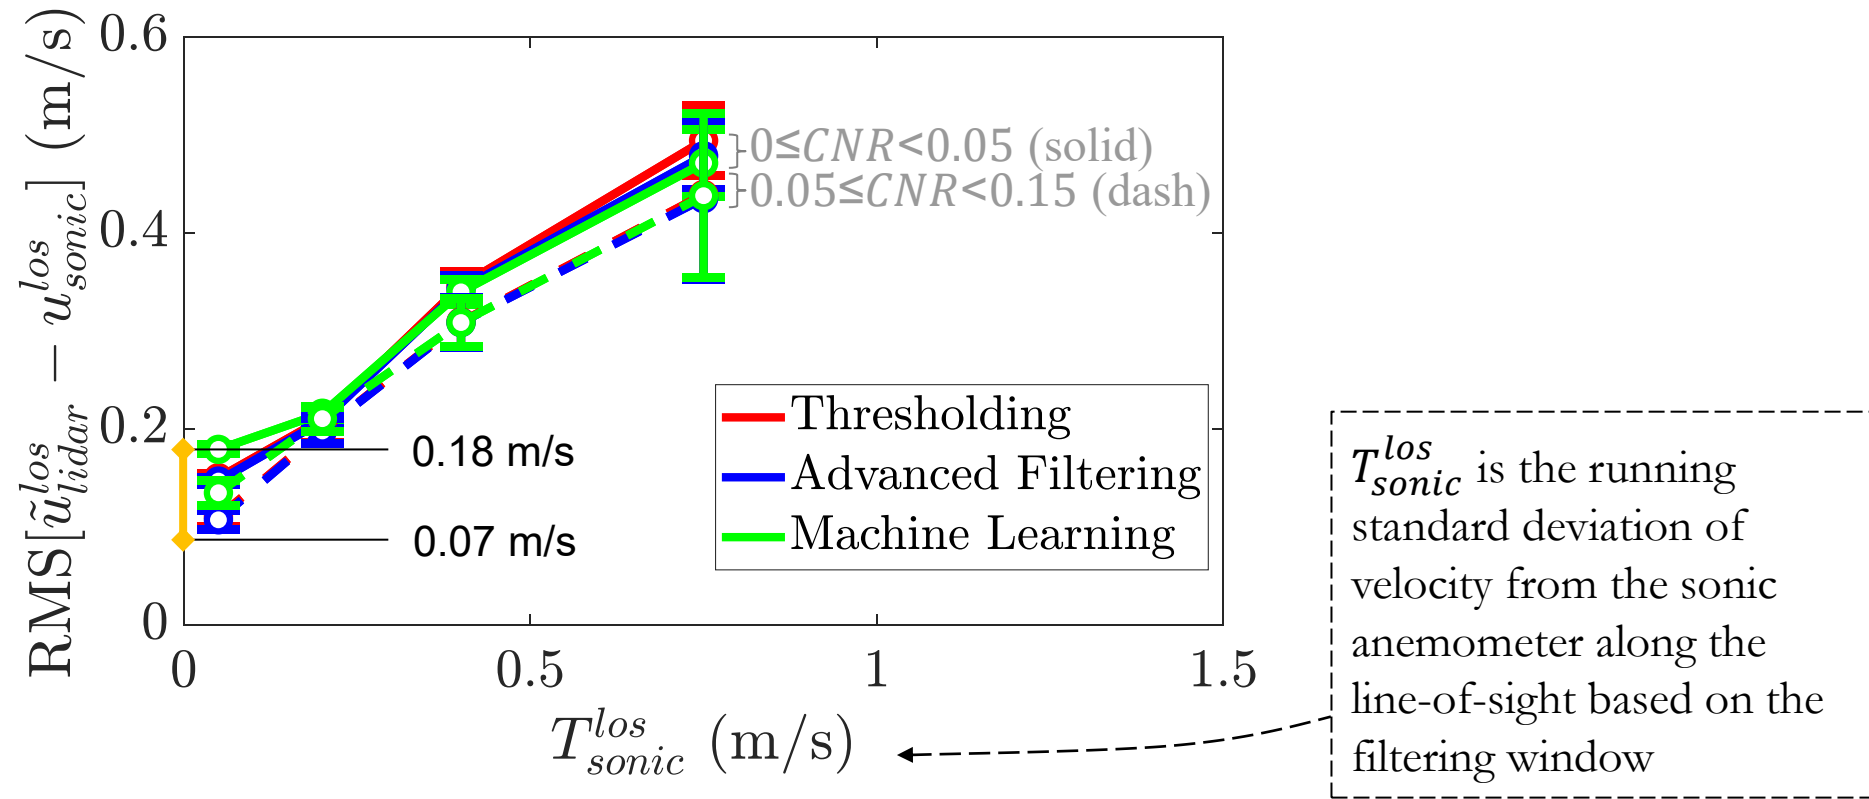 RMS[ũ^{los}_{lidar} − u^{los}_{sonic}] (m/s)
0.6
0.4
0.2
0
0≤CNR<0.05 (solid)
0.05≤CNR<0.15 (dash)
0.18 m/s
0.07 m/s
Thresholding
Advanced Filtering
Machine Learning
0 0.5 1 1.5
T^{los}_{sonic} (m/s)
T^{los}_{sonic} is the running
standard deviation of
velocity from the sonic
anemometer along the
line-of-sight based on the
filtering window